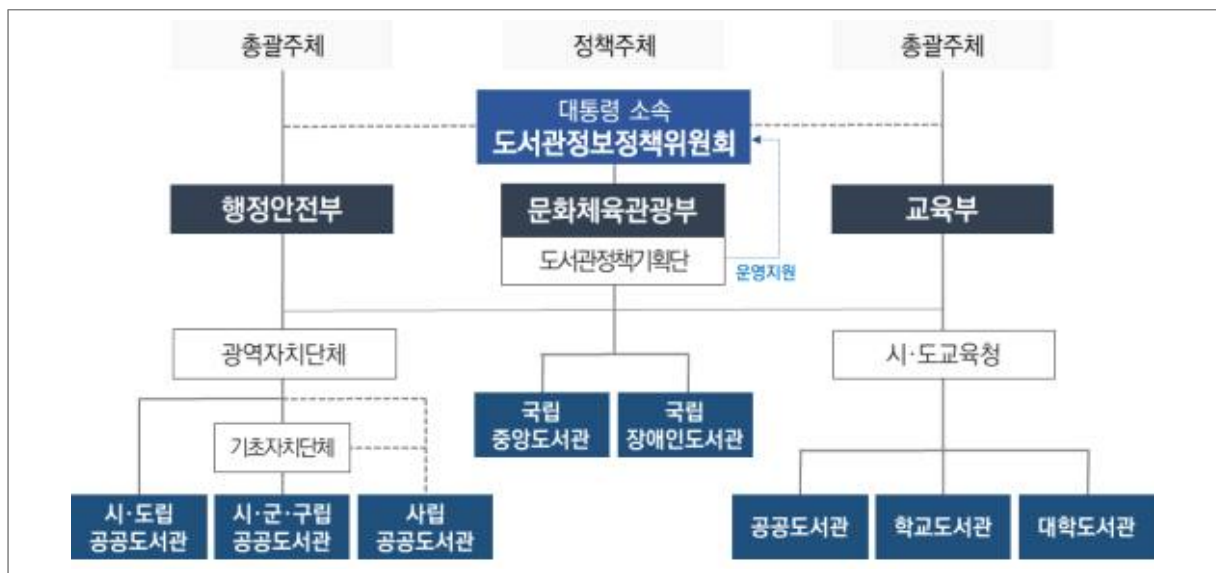 총괄주체
정책주체
총괄주체
대통령 소속
도서관정보정책위원회
행정안전부
문화체육관광부
교육부
도서관정책기획단
운영지원
광역자치단체
시·도교육청
국립
중앙도서관
국립
장애인도서관
기초자치단체
시·도립
공공도서관
시·군·구립
공공도서관
사립
공공도서관
공공도서관
학교도서관
대학도서관